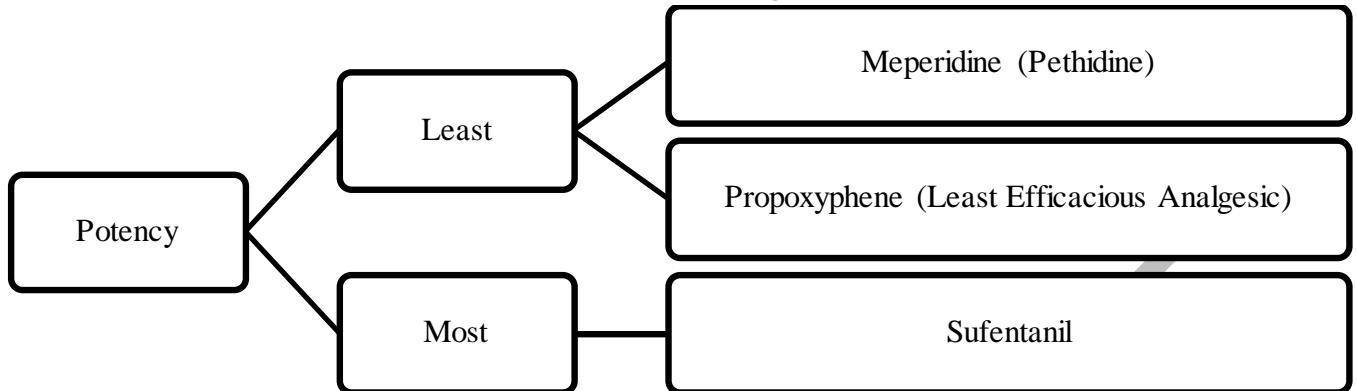 Potency
Least
Meperidine (Pethidine)
Propoxyphene (Least Efficacious Analgesic)
Most
Sufentanil